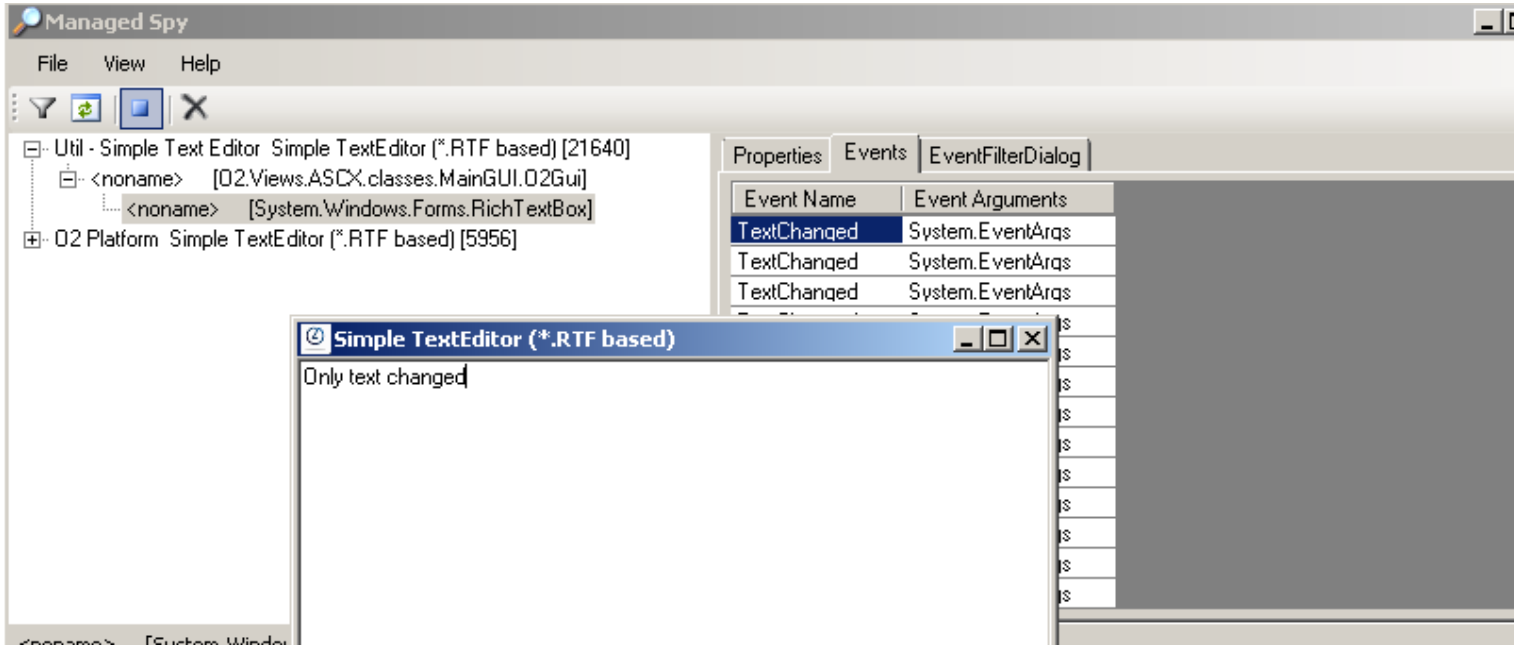 Managed Spy
File View Help
Util - Simple Text Editor Simple TextEditor (*.RTF based) [21640]
<noname> [O2.Views.ASCX.classes.MainGUI.O2Gui]
<noname> [System.Windows.Forms.RichTextBox]
O2 Platform Simple TextEditor (*.RTF based) [5956]
Properties Events EventFilterDialog
Event Name Event Arguments
TextChanged System.EventArgs
TextChanged System.EventArgs
TextChanged System.EventArgs
Simple TextEditor (*.RTF based)
Only text changed